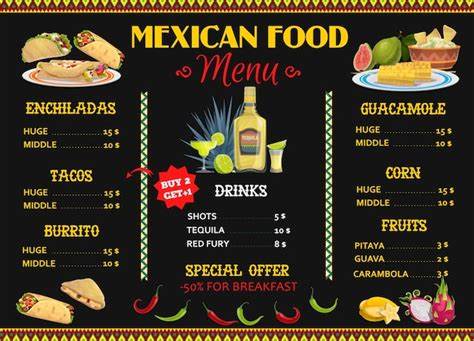 MEXICAN FOOD
Menu
ENCHILADAS
HUGE 15 $
MIDDLE 10 $
TACOS
HUGE 15 $
MIDDLE 10 $
BURRITO
HUGE 15 $
MIDDLE 10 $
TEQUILA
BUY 2
GET+1
DRINKS
SHOTS 5 $
TEQUILA 10 $
RED FURY 8 $
SPECIAL OFFER
-50% FOR BREAKFAST
GUACAMOLE
HUGE 15 $
MIDDLE 10 $
CORN
HUGE 15 $
MIDDLE 10 $
FRUITS
PITAYA 3 $
GUAVA 2 $
CARAMBOLA 3 $